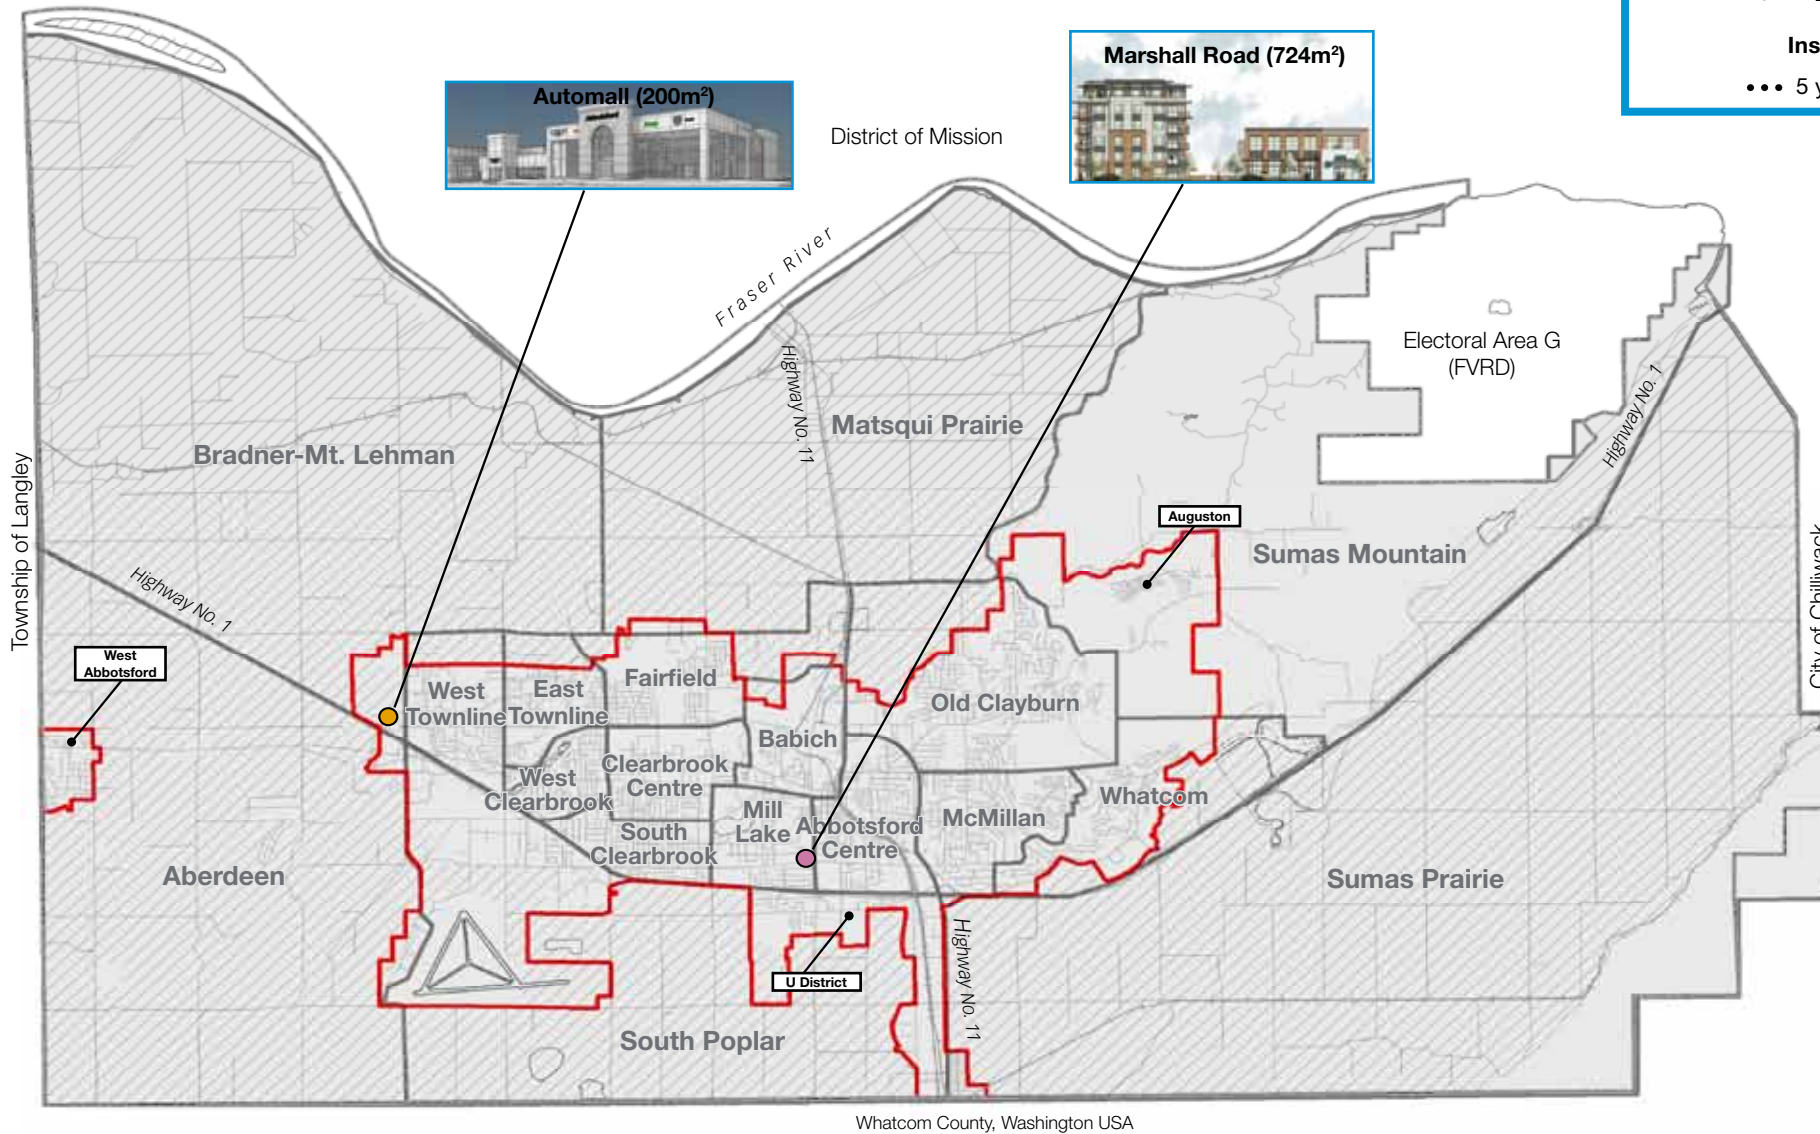 Ins
••• 5 y
Marshall Road (724m²)
Automall (200m²)
District of Mission
Fraser River
Highway No. 11
Electoral Area G
(FVRD)
Highway No. 1
Matsqui Prairie
Bradner-Mt. Lehman
Township of Langley
Auguston
Sumas Mountain
City of Chilliwack
Highway No. 1
West
Abbotsford
West
Townline
East
Townline
Fairfield
Old Clayburn
Babich
Clearbrook
Centre
West
Clearbrook
Whatcom
Mill
Lake
McMillan
Abbotsford
Centre
South
Clearbrook
Aberdeen
Sumas Prairie
Highway No. 11
U District
South Poplar
Whatcom County, Washington USA